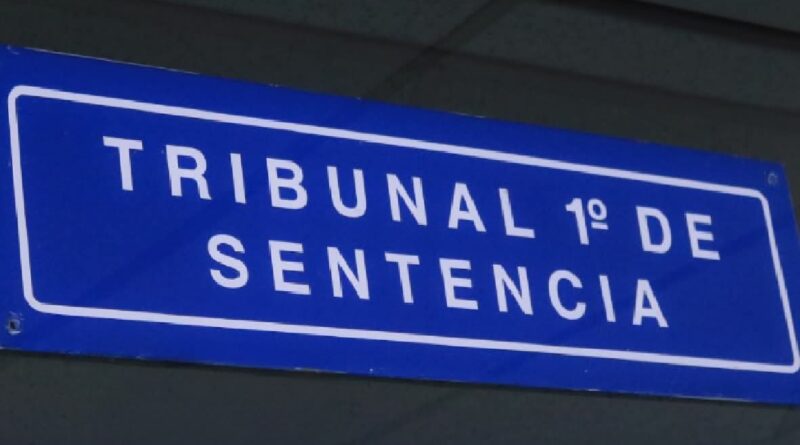 TRIBUNAL 1º DE
SENTENCIA